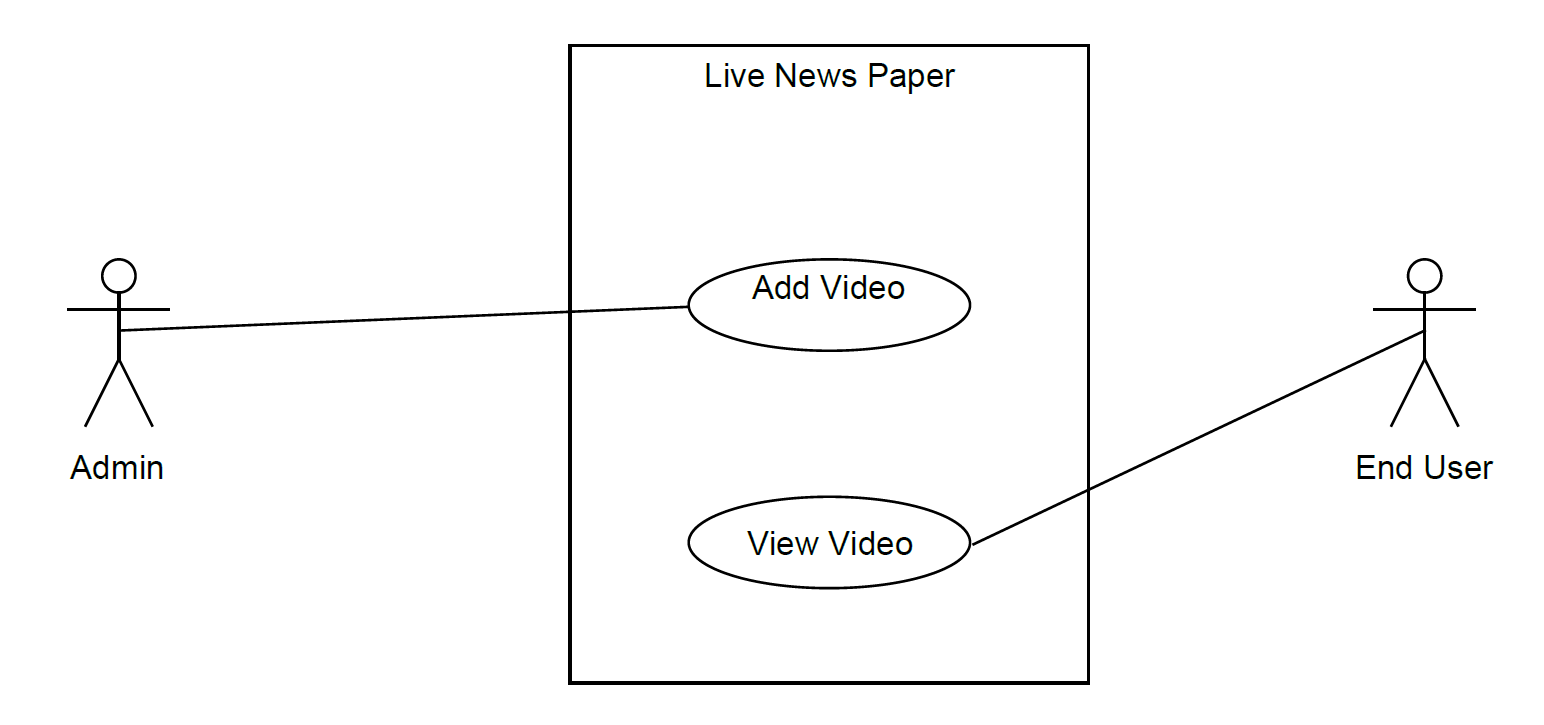 Live News Paper
Add Video
Admin
End User
View Video